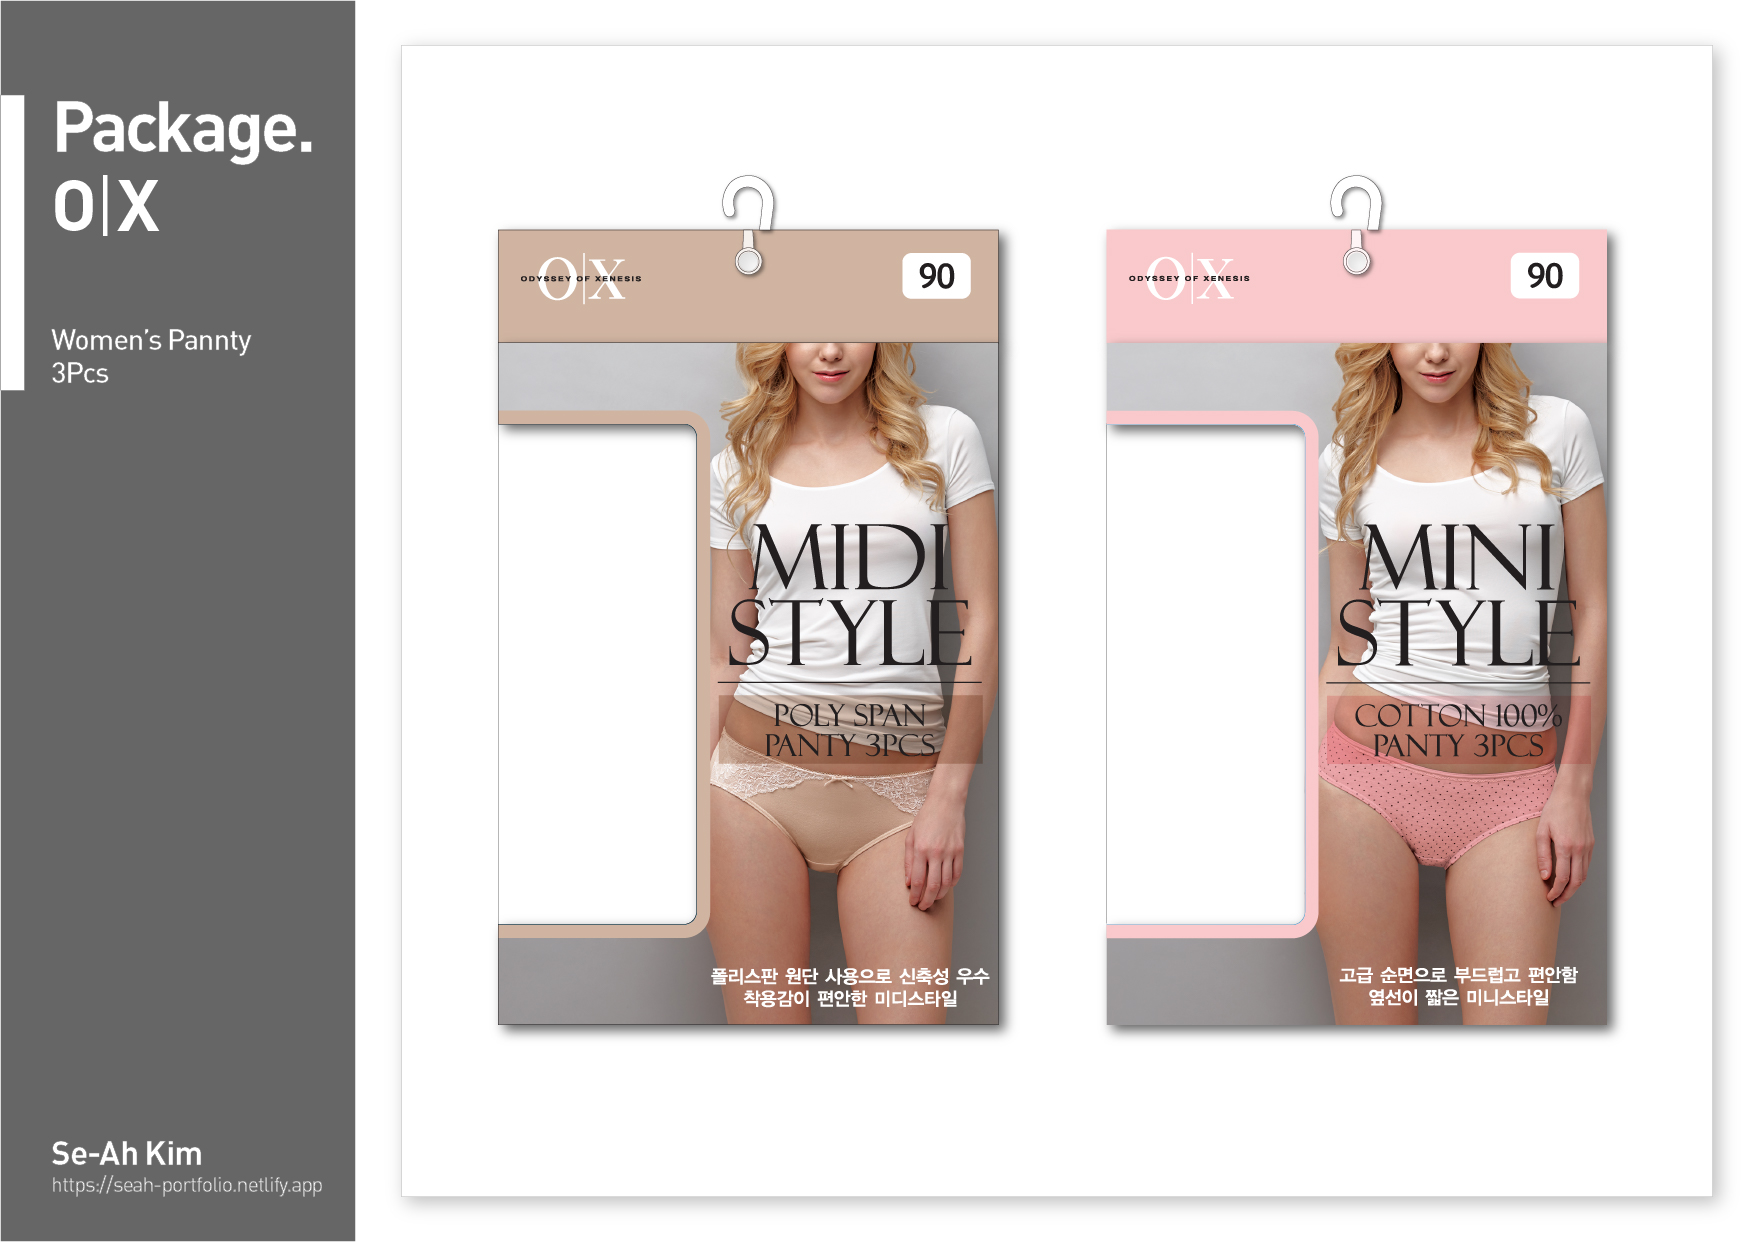 Package.
O|X
Women's Pannty
3Pcs
Se-Ah Kim
https://seah-portfolio.netlify.app
O|X
ODYSSEY OF XENESIS
90
MIDI
STYLE
POLY SPAN
PANTY 3PCS
폴리스판 원단 사용으로 신축성 우수
착용감이 편안한 미디스타일
O|X
ODYSSEY OF XENESIS
90
MINI
STYLE
COTTON 100%
PANTY 3PCS
고급 순면으로 부드럽고 편안함
옆선이 짧은 미니스타일